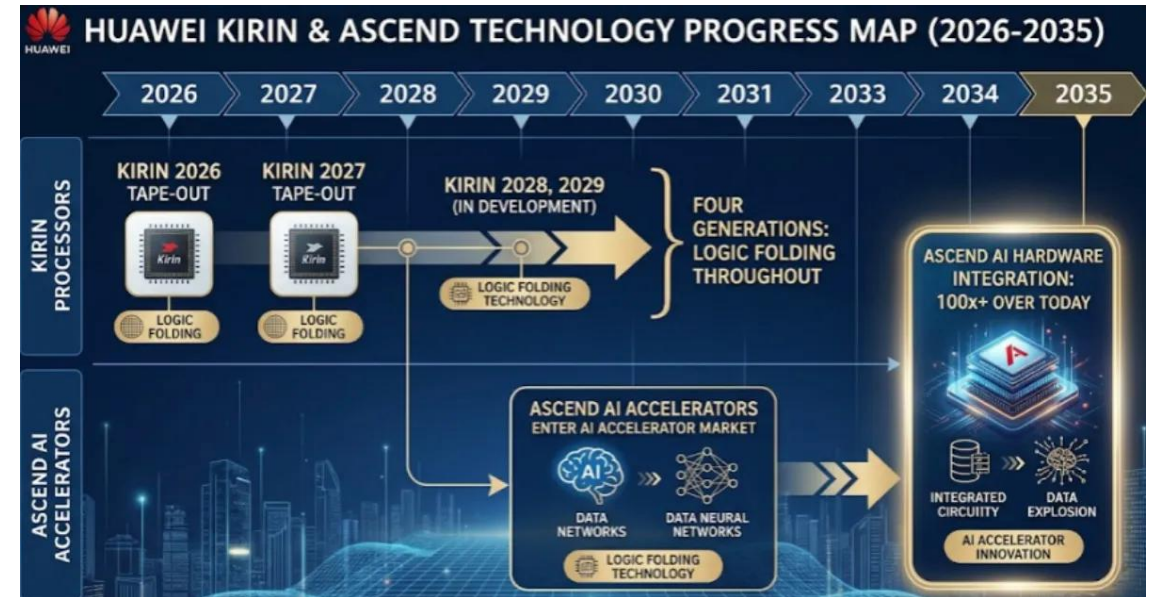 HUAWEI
HUAWEI KIRIN & ASCEND TECHNOLOGY PROGRESS MAP (2026-2035)
2026
2027
2028
2029
2030
2031
2033
2034
2035
KIRIN
PROCESSORS
KIRIN 2026
TAPE-OUT
Kirin
LOGIC
FOLDING
KIRIN 2027
TAPE-OUT
Kirin
LOGIC
FOLDING
KIRIN 2028, 2029
(IN DEVELOPMENT)
LOGIC FOLDING
TECHNOLOGY
FOUR
GENERATIONS:
LOGIC FOLDING
THROUGHOUT
ASCEND AI HARDWARE
INTEGRATION:
100x+ OVER TODAY
A
INTEGRATED
CIRCUIITY
DATA
EXPLOSION
AI ACCELERATOR
INNOVATION
ASCEND AI
ACCELERATORS
ASCEND AI ACCELERATORS
ENTER AI ACCELERATOR MARKET
AI
DATA
NETWORKS
DATA NEURAL
NETWORKS
LOGIC FOLDING
TECHNOLOGY